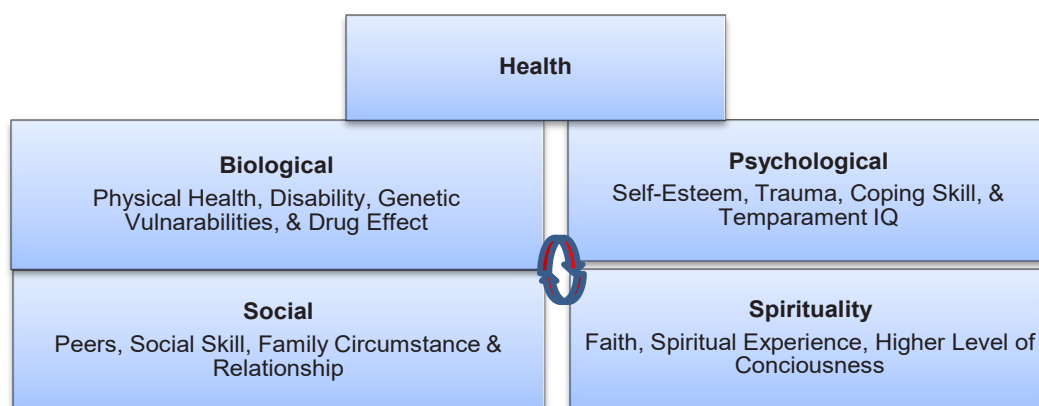 Health
Biological
Physical Health, Disability, Genetic
Vulnarabilities, & Drug Effect
Psychological
Self-Esteem, Trauma, Coping Skill, &
Temparament IQ
Social
Peers, Social Skill, Family Circumstance &
Relationship
Spirituality
Faith, Spiritual Experience, Higher Level of
Conciousness